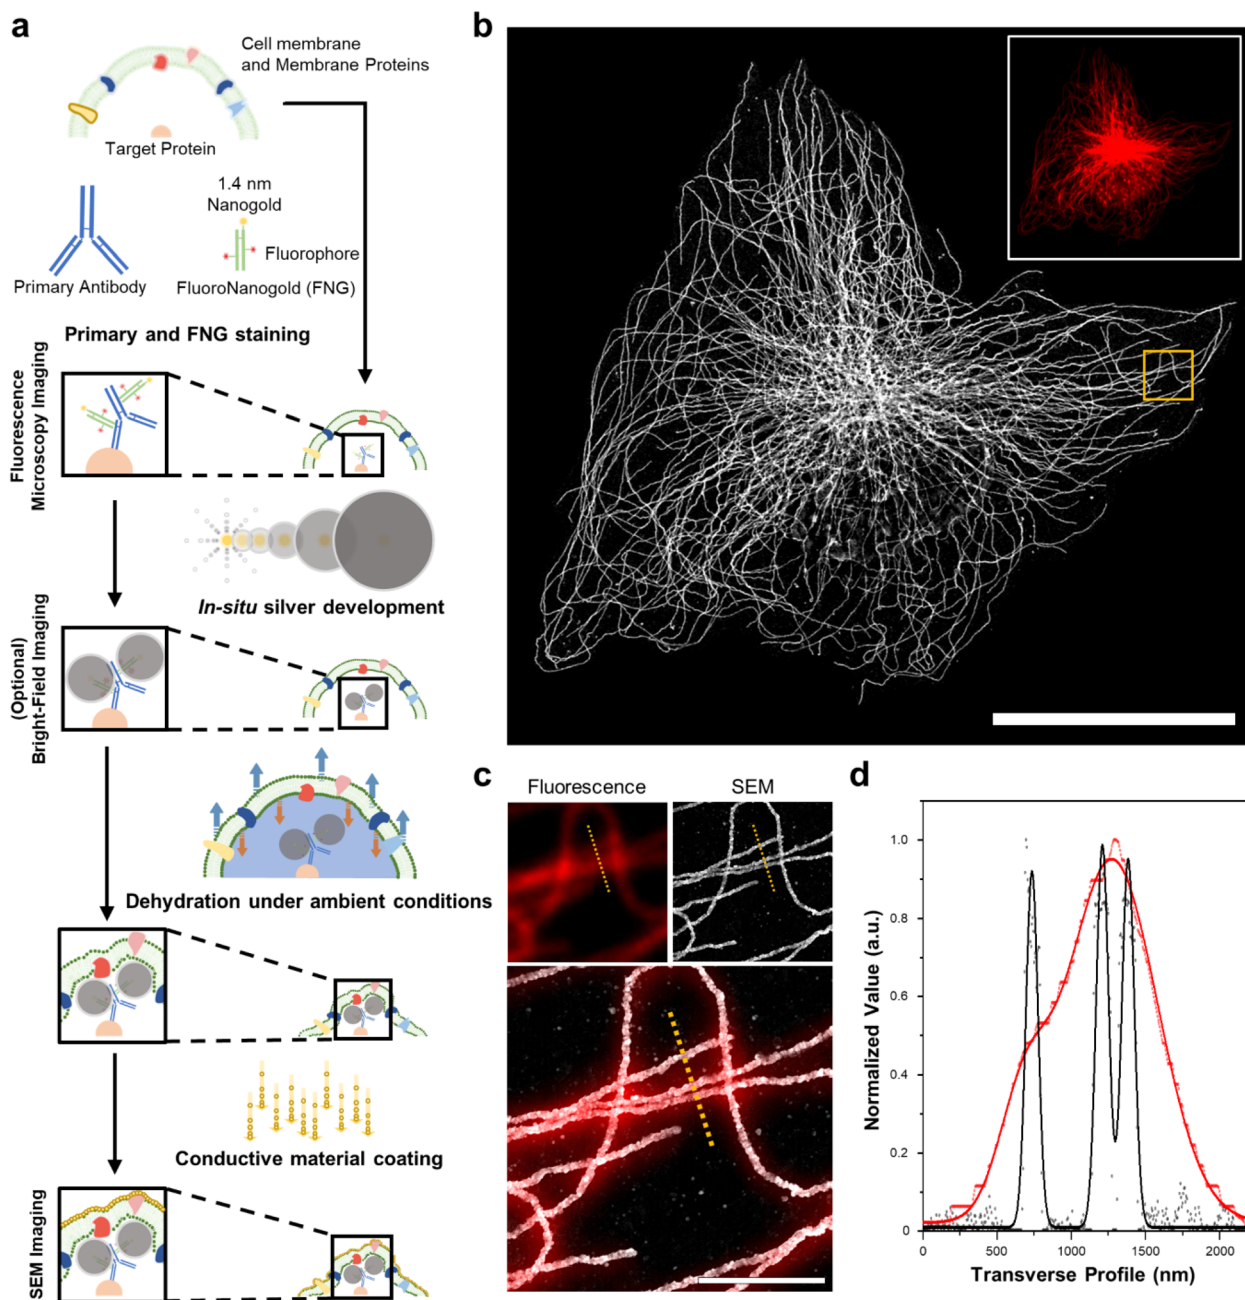 a
Cell membrane
and Membrane Proteins
Target Protein
1.4 nm
Nanogold
Fluorophore
Primary Antibody
FluoroNanogold (FNG)
Primary and FNG staining
Fluorescence
Microscopy Imaging
In-situ silver development
(Optional)
Bright-Field Imaging
Dehydration under ambient conditions
Conductive material coating
SEM Imaging
b
c
Fluorescence
SEM
d
Normalized Value (a.u.)
1.0
0.8
0.6
0.4
0.2
0
0
500
1000
1500
2000
Transverse Profile (nm)